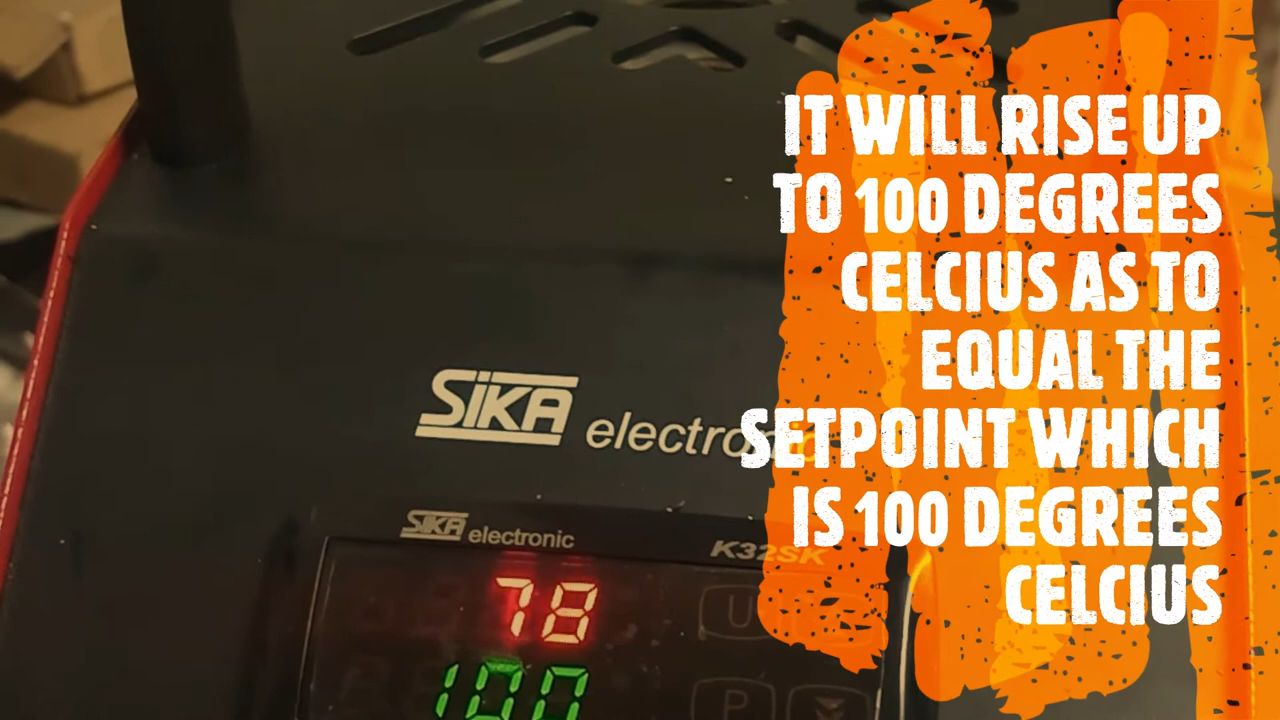 SIKA electronic
SIKA electronic
K32SK
78
100
U
P
IT WILL RISE UP
TO 100 DEGREES
CELCIUS AS TO
EQUAL THE
SETPOINT WHICH
IS 100 DEGREES
CELCIUS